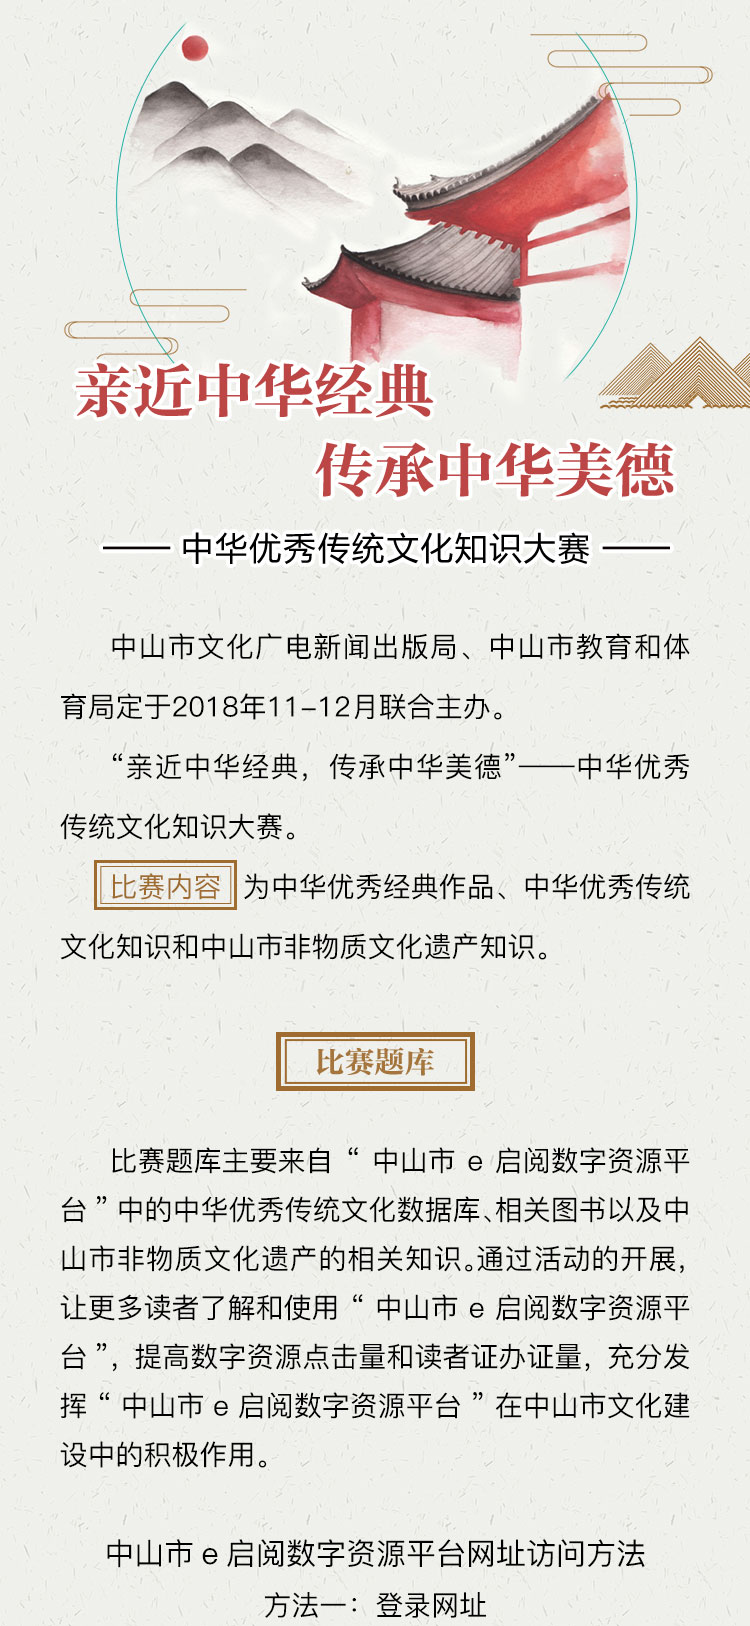 亲近中华经典
传承中华美德
—— 中华优秀传统文化知识大赛 ——
中山市文化广电新闻出版局、中山市教育和体
育局定于2018年11-12月联合主办。
“亲近中华经典，传承中华美德”——中华优秀
传统文化知识大赛。
比赛内容 为中华优秀经典作品、中华优秀传统
文化知识和中山市非物质文化遗产知识。
比赛题库
比赛题库主要来自 “ 中山市 e 启阅数字资源平
台 ” 中的中华优秀传统文化数据库、相关图书以及中
山市非物质文化遗产的相关知识。通过活动的开展，
让更多读者了解和使用 “ 中山市 e 启阅数字资源平
台 ”，提高数字资源点击量和读者证办证量，充分发
挥 “ 中山市 e 启阅数字资源平台 ” 在中山市文化建
设中的积极作用。
中山市 e 启阅数字资源平台网址访问方法
方法一：登录网址